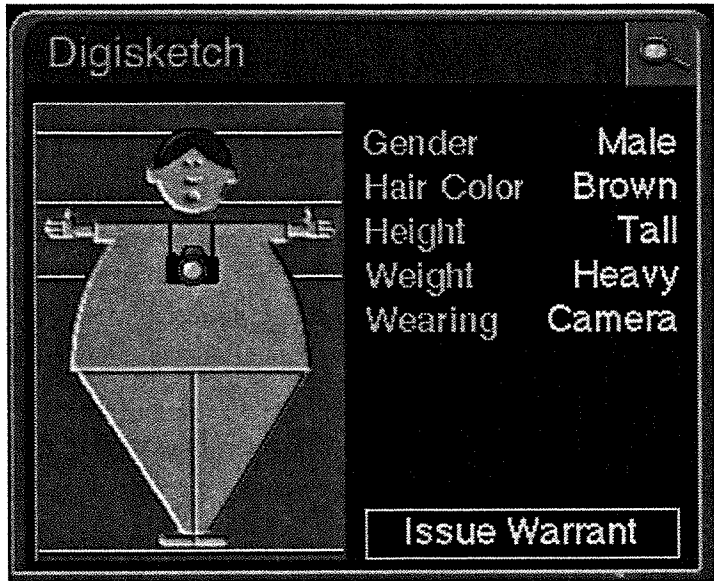 Digisketch
Gender Male
Hair Color Brown
Height Tall
Weight Heavy
Wearing Camera
Issue Warrant